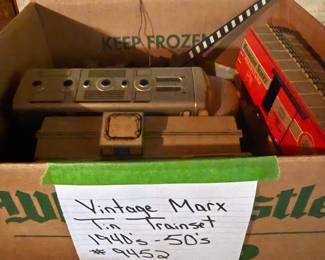 KEEP FROZEN
Vintage Marx
Tin Trainset
1940's-50's
#9452